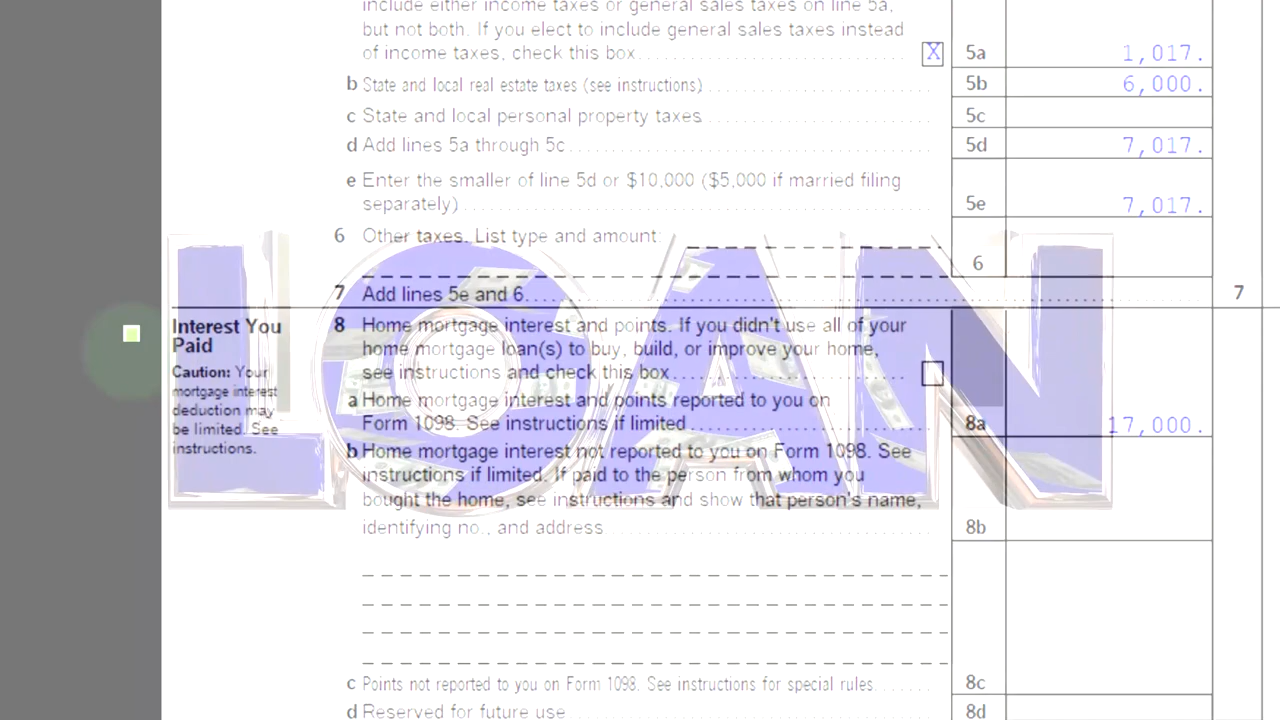 include either income taxes or general sales taxes on line 5a,
but not both. If you elect to include general sales taxes instead
of income taxes, check this box X 5a 1,017.
b State and local real estate taxes (see instructions) 5b 6,000.
c State and local personal property taxes 5c
d Add lines 5a through 5c 5d 7,017.
e Enter the smaller of line 5d or $10,000 ($5,000 if married filing
separately) 5e 7,017.
6 Other taxes. List type and amount:
6
7 Add lines 5e and 6 7
LOAN
Interest You
Paid
Caution: Your
mortgage interest
deduction may
be limited. See
instructions.
8 Home mortgage interest and points. If you didn't use all of your
home mortgage loan(s) to buy, build, or improve your home,
see instructions and check this box
a Home mortgage interest and points reported to you on
Form 1098. See instructions if limited 8a 17,000.
b Home mortgage interest not reported to you on Form 1098. See
instructions if limited. If paid to the person from whom you
bought the home, see instructions and show that person's name,
identifying no., and address 8b
c Points not reported to you on Form 1098. See instructions for special rules 8c
d Reserved for future use 8d